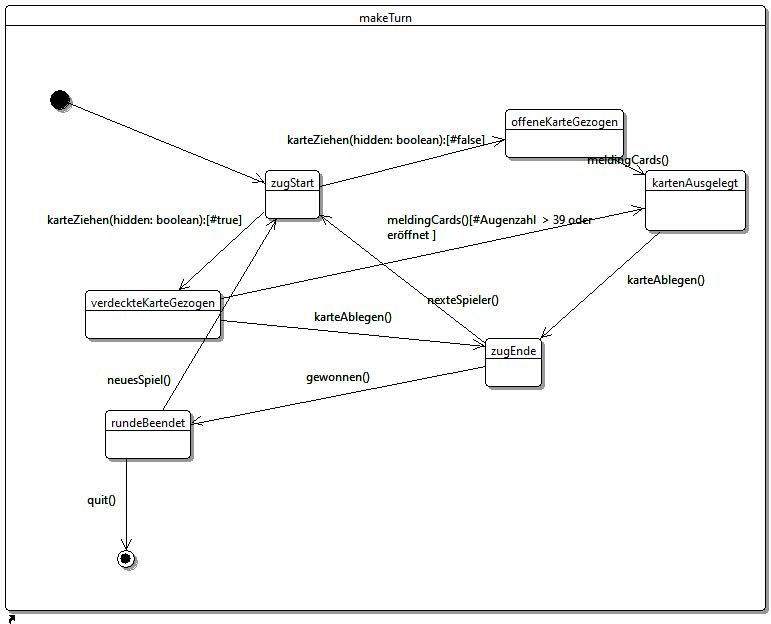 makeTurn
offeneKarteGezogen
karteZiehen(hidden: boolean):[#false]
meldingCards()
zugStart
kartenAusgelegt
karteZiehen(hidden: boolean):[#true]
meldingCards()[#Augenzahl > 39 oder
eröffnet ]
karteAblegen()
verdeckteKarteGezogen
nexteSpieler()
karteAblegen()
zugEnde
neuesSpiel()
gewonnen()
rundeBeendet
quit()